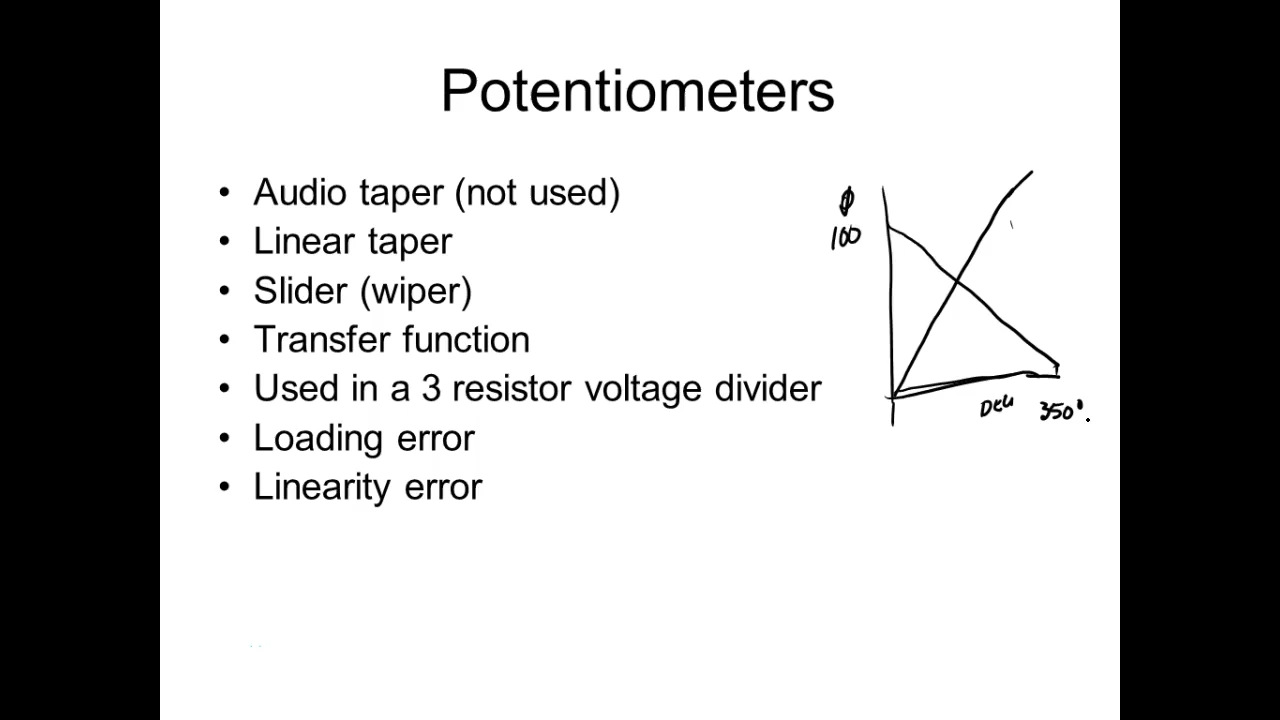 Potentiometers
• Audio taper (not used)
• Linear taper
• Slider (wiper)
• Transfer function
• Used in a 3 resistor voltage divider
• Loading error
• Linearity error
100
DEG
350°